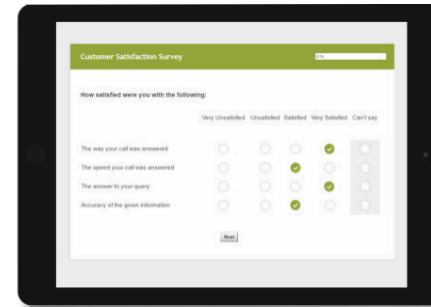 Customer Satisfaction Survey
0 %
How satisfied were you with the following:
Very Unsatisfied Unsatisfied Satisfied Very Satisfied Can't say
The way your call was answered
The speed your call was answered
The answer to your query
Accuracy of the given information
Next